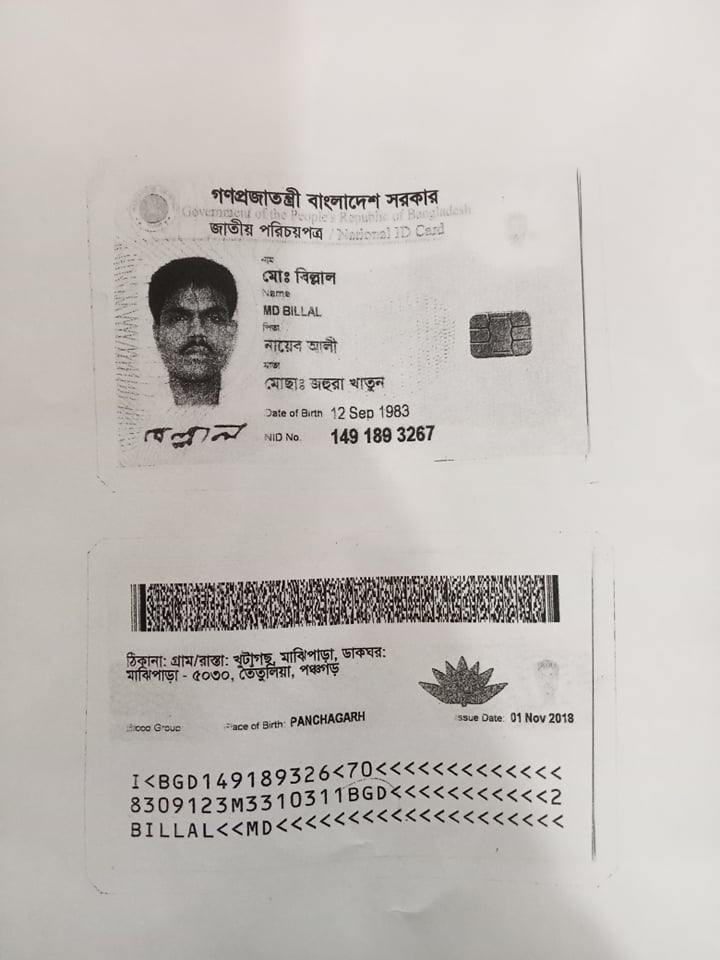 গণপ্রজাতন্ত্রী বাংলাদেশ সরকার
Government of the People's Republic of Bangladesh
জাতীয় পরিচয়পত্র / National ID Card
নাম
মোঃ বিল্লাল
Name
MD BILLAL
পিতা
নায়েব আলী
মাতা
মোছাঃ জহুরা খাতুন
Date of Birth 12 Sep 1983
বিল্লাল
NID No. 149 189 3267
ঠিকানা: গ্রাম/রাস্তা: খুটাগছ, মাঝিপাড়া, ডাকঘর:
মাঝিপাড়া - ৫০৩০, তেঁতুলিয়া, পঞ্চগড়
Blood Group Place of Birth: PANCHAGARH Issue Date: 01 Nov 2018
I<BGD149189326<70<<<<<<<<<<<<<
8309123M3310311BGD<<<<<<<<<<<2
BILLAL<<MD<<<<<<<<<<<<<<<<<<<<